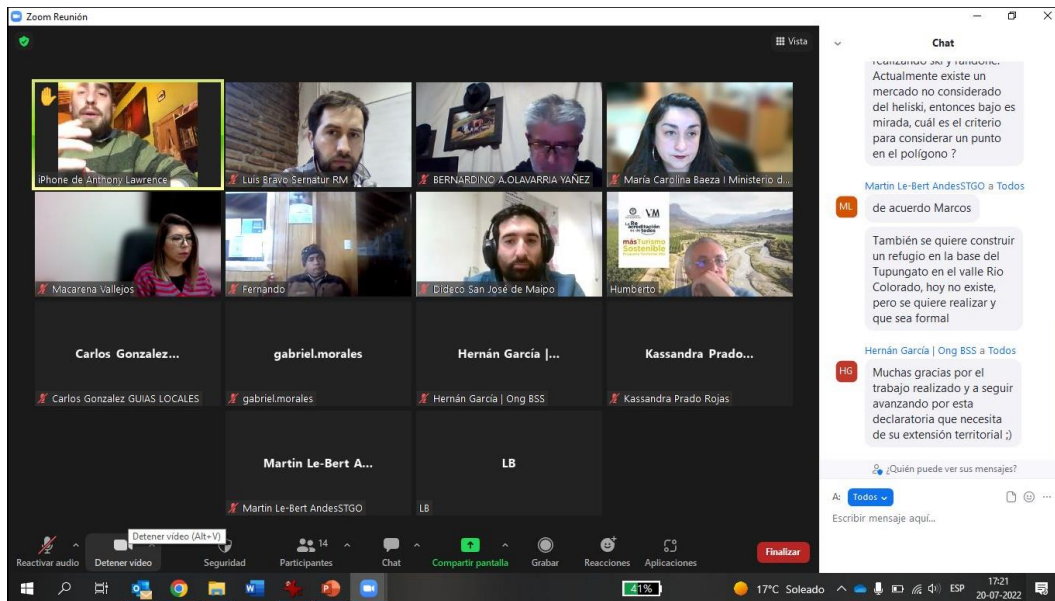 Zoom Reunión
Vista
iPhone de Anthony Lawrence
Luis Bravo Sernatur RM
BERNARDINO A.OLAVARRIA YAÑEZ
María Carolina Baeza I Ministerio d...
Macarena Vallejos
Fernando
Dideco San José de Maipo
VM
más Turismo
Sostenible
Humberto
Carlos Gonzalez...
gabriel.morales
Hernán García |...
Kassandra Prado...
Carlos Gonzalez GUIAS LOCALES
gabriel.morales
Hernán García | Ong BSS
Kassandra Prado Rojas
Martin Le-Bert A...
LB
Martin Le-Bert AndesSTGO
LB
Detener video (Alt+V)
Reactivar audio
Detener video
Seguridad
14
Participantes
Chat
Compartir pantalla
Grabar
Reacciones
Aplicaciones
Finalizar
Chat
realizando ski y randone.
Actualmente existe un
mercado no considerado
del heliski, entonces bajo es
mirada, cuál es el criterio
para considerar un punto
en el polígono ?
Martin Le-Bert AndesSTGO a Todos
ML
de acuerdo Marcos
También se quiere construir
un refugio en la base del
Tupungato en el valle Rio
Colorado, hoy no existe,
pero se quiere realizar y
que sea formal
Hernán García | Ong BSS a Todos
HG
Muchas gracias por el
trabajo realizado y a seguir
avanzando por esta
declaratoria que necesita
de su extensión territorial ;)
¿Quién puede ver sus mensajes?
A: Todos
Escribir mensaje aquí...
41%
17°C Soleado
ESP
17:21
20-07-2022